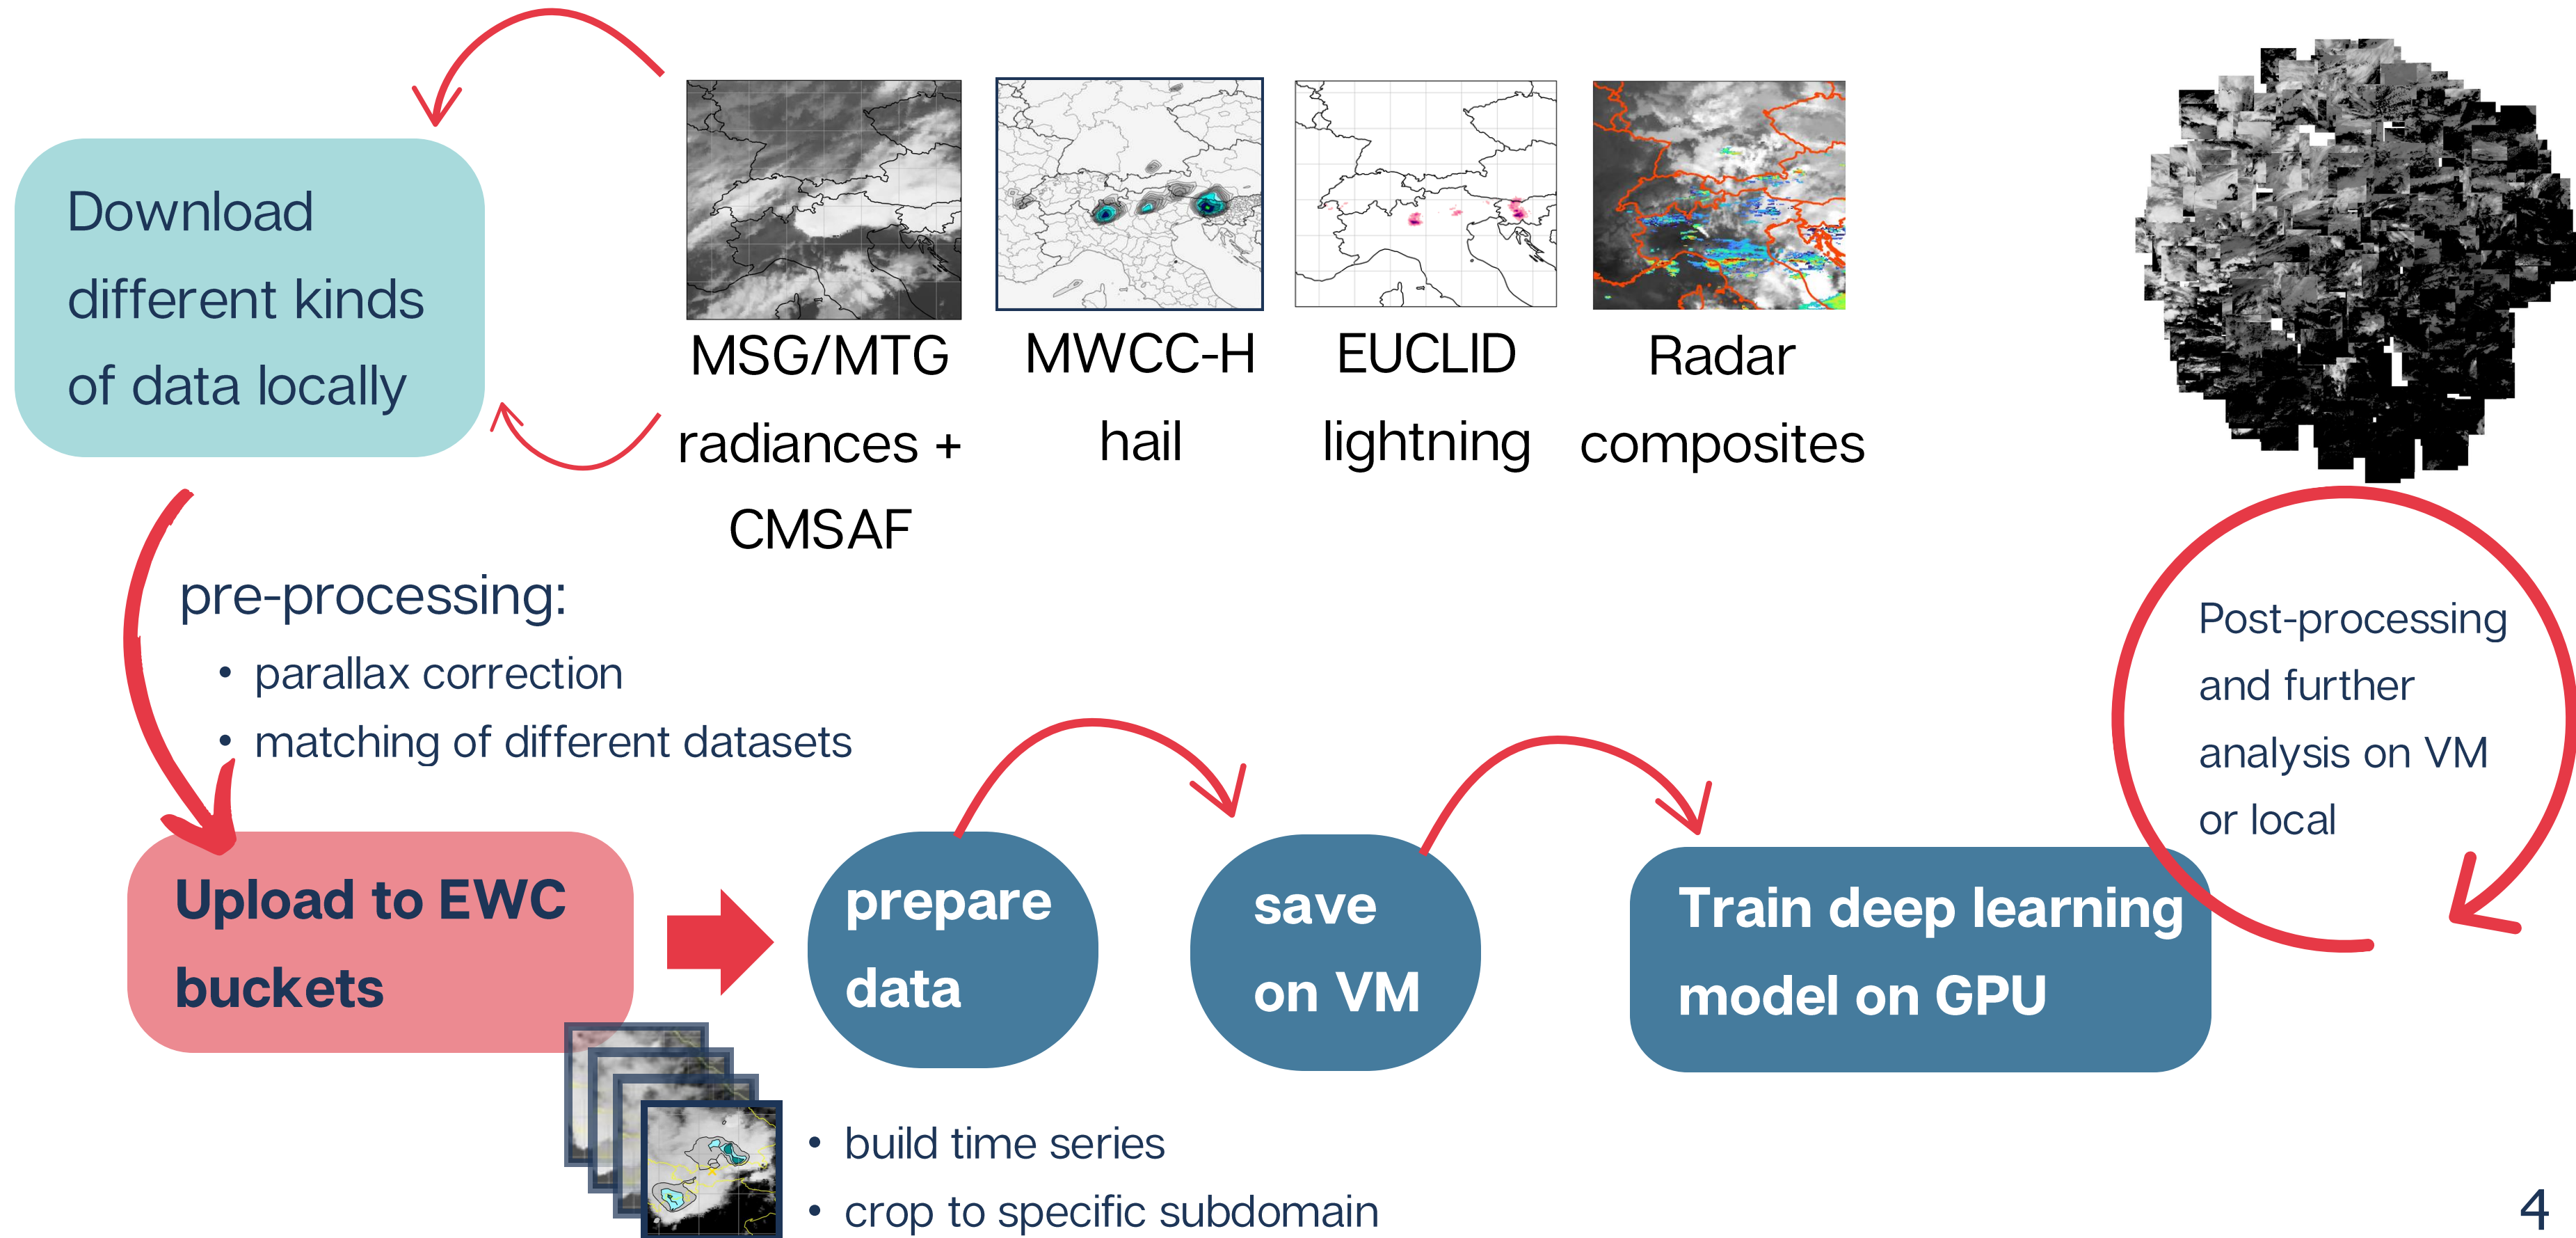 Download
different kinds
of data locally
MSG/MTG
radiances +
CMSAF
MWCC-H
hail
EUCLID
lightning
Radar
composites
pre-processing:
• parallax correction
• matching of different datasets
Post-processing
and further
analysis on VM
or local
Upload to EWC
buckets
prepare
data
save
on VM
Train deep learning
model on GPU
• build time series
• crop to specific subdomain
4